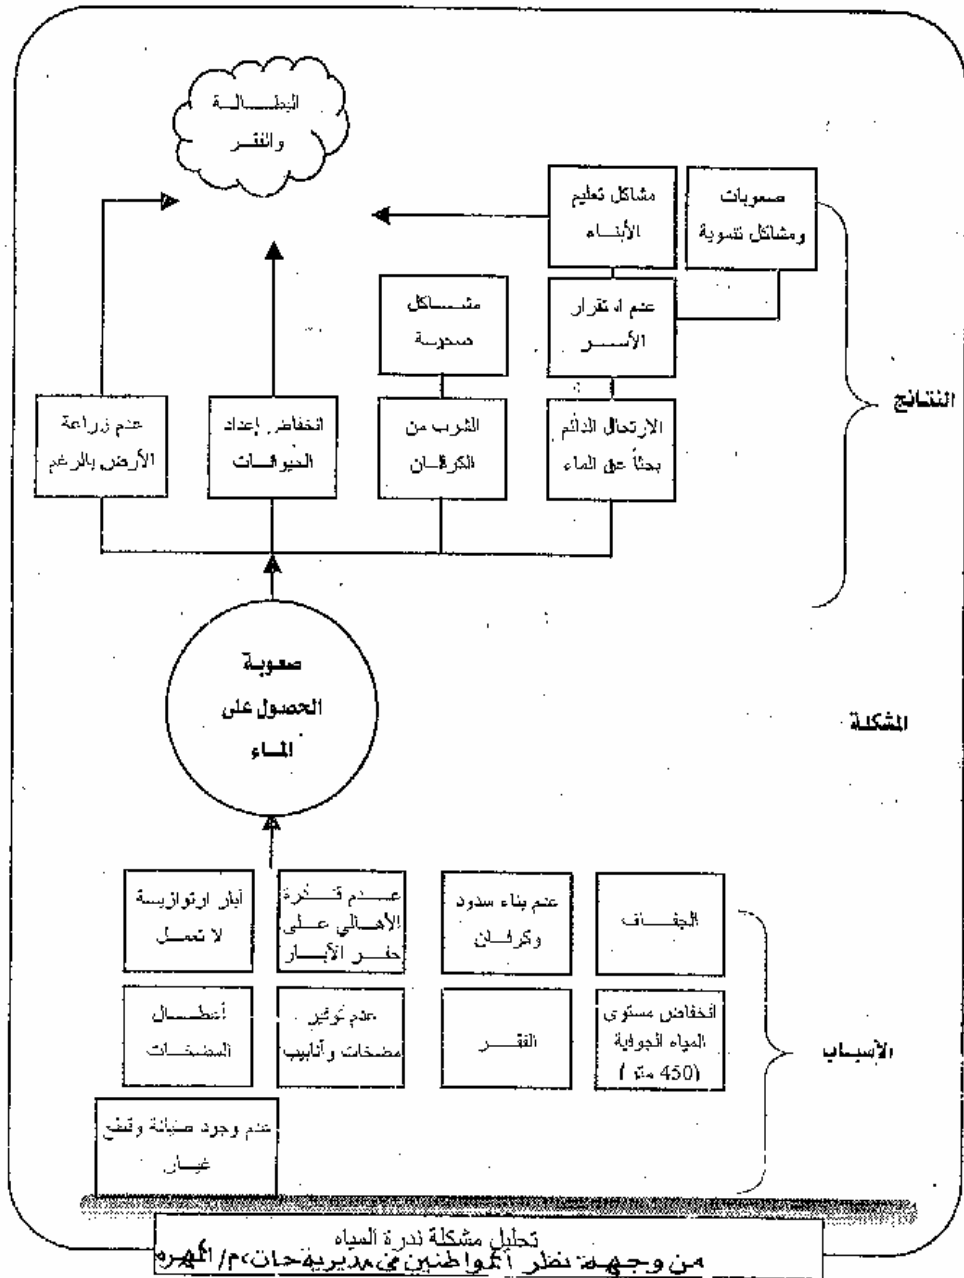 البطالة
والفقر
مشاكل تعليم
الأبناء
صعوبات
ومشاكل تنموية
مشاكل
صحية
عدم استقرار
الأسر
النتائج
عدم زراعة
الأرض بالرغم
انخفاض إعداد
الحيوانات
الشرب من
الكرفان
الارتحال الدائم
بحثاً عن الماء
صعوبة
الحصول على
الماء
المشكلة
آبار ارتوازية
لا تعمل
عدم قدرة
الأهالي على
حفر الآبار
عدم بناء سدود
وكرفان
الجفاف
أعطال
المضخات
عدم توفير
مضخات وأنابيب
الفقر
انخفاض مستوى
المياه الجوفية
(450 متر)
الأسباب
عدم وجود صيانة وقطع
غيار
تحليل مشكلة ندرة المياه
من وجهة نظر المواطنين في مديرية حات، م/ المهره